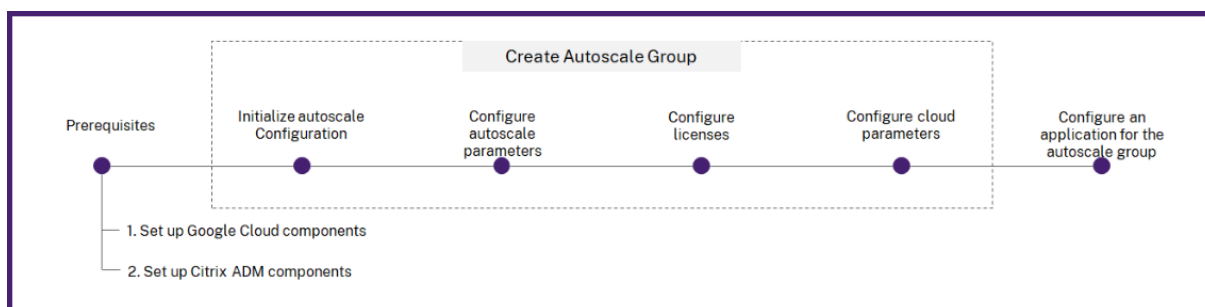 Create Autoscale Group
Prerequisites
Initialize autoscale
Configuration
Configure
autoscale
parameters
Configure
licenses
Configure cloud
parameters
Configure an
application for the
autoscale group
1. Set up Google Cloud components
2. Set up Citrix ADM components